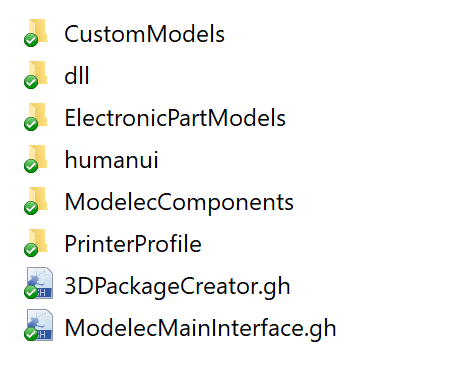 CustomModels
dll
ElectronicPartModels
humanui
ModelecComponents
PrinterProfile
3DPackageCreator.gh
ModelecMainInterface.gh